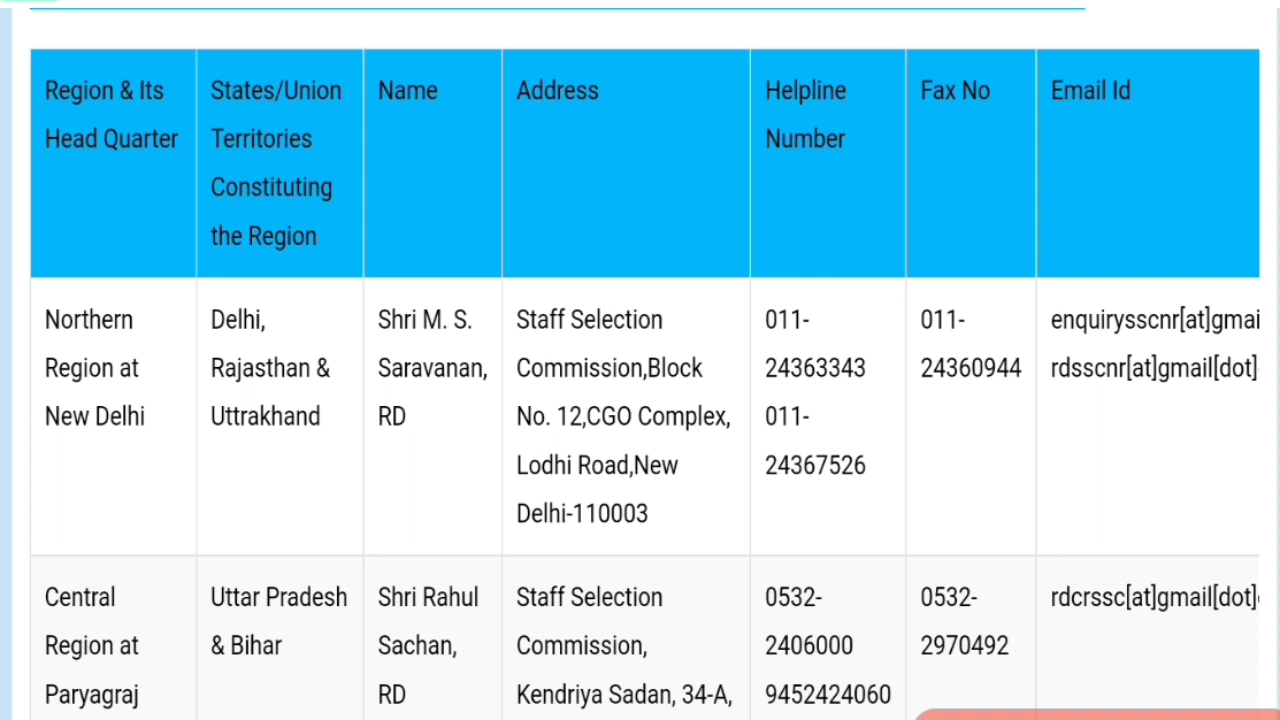 Region & Its
Head Quarter
States/Union
Territories
Constituting
the Region
Name
Address
Helpline
Number
Fax No
Email Id
Northern
Region at
New Delhi
Delhi,
Rajasthan &
Uttrakhand
Shri M. S.
Saravanan,
RD
Staff Selection
Commission,Block
No. 12,CGO Complex,
Lodhi Road,New
Delhi-110003
011-
24363343
011-
24367526
011-
24360944
enquirysscnr[at]gmai
rdsscnr[at]gmail[dot]
Central
Region at
Paryagraj
Uttar Pradesh
& Bihar
Shri Rahul
Sachan,
RD
Staff Selection
Commission,
Kendriya Sadan, 34-A,
0532-
2406000
9452424060
0532-
2970492
rdcrssc[at]gmail[dot]